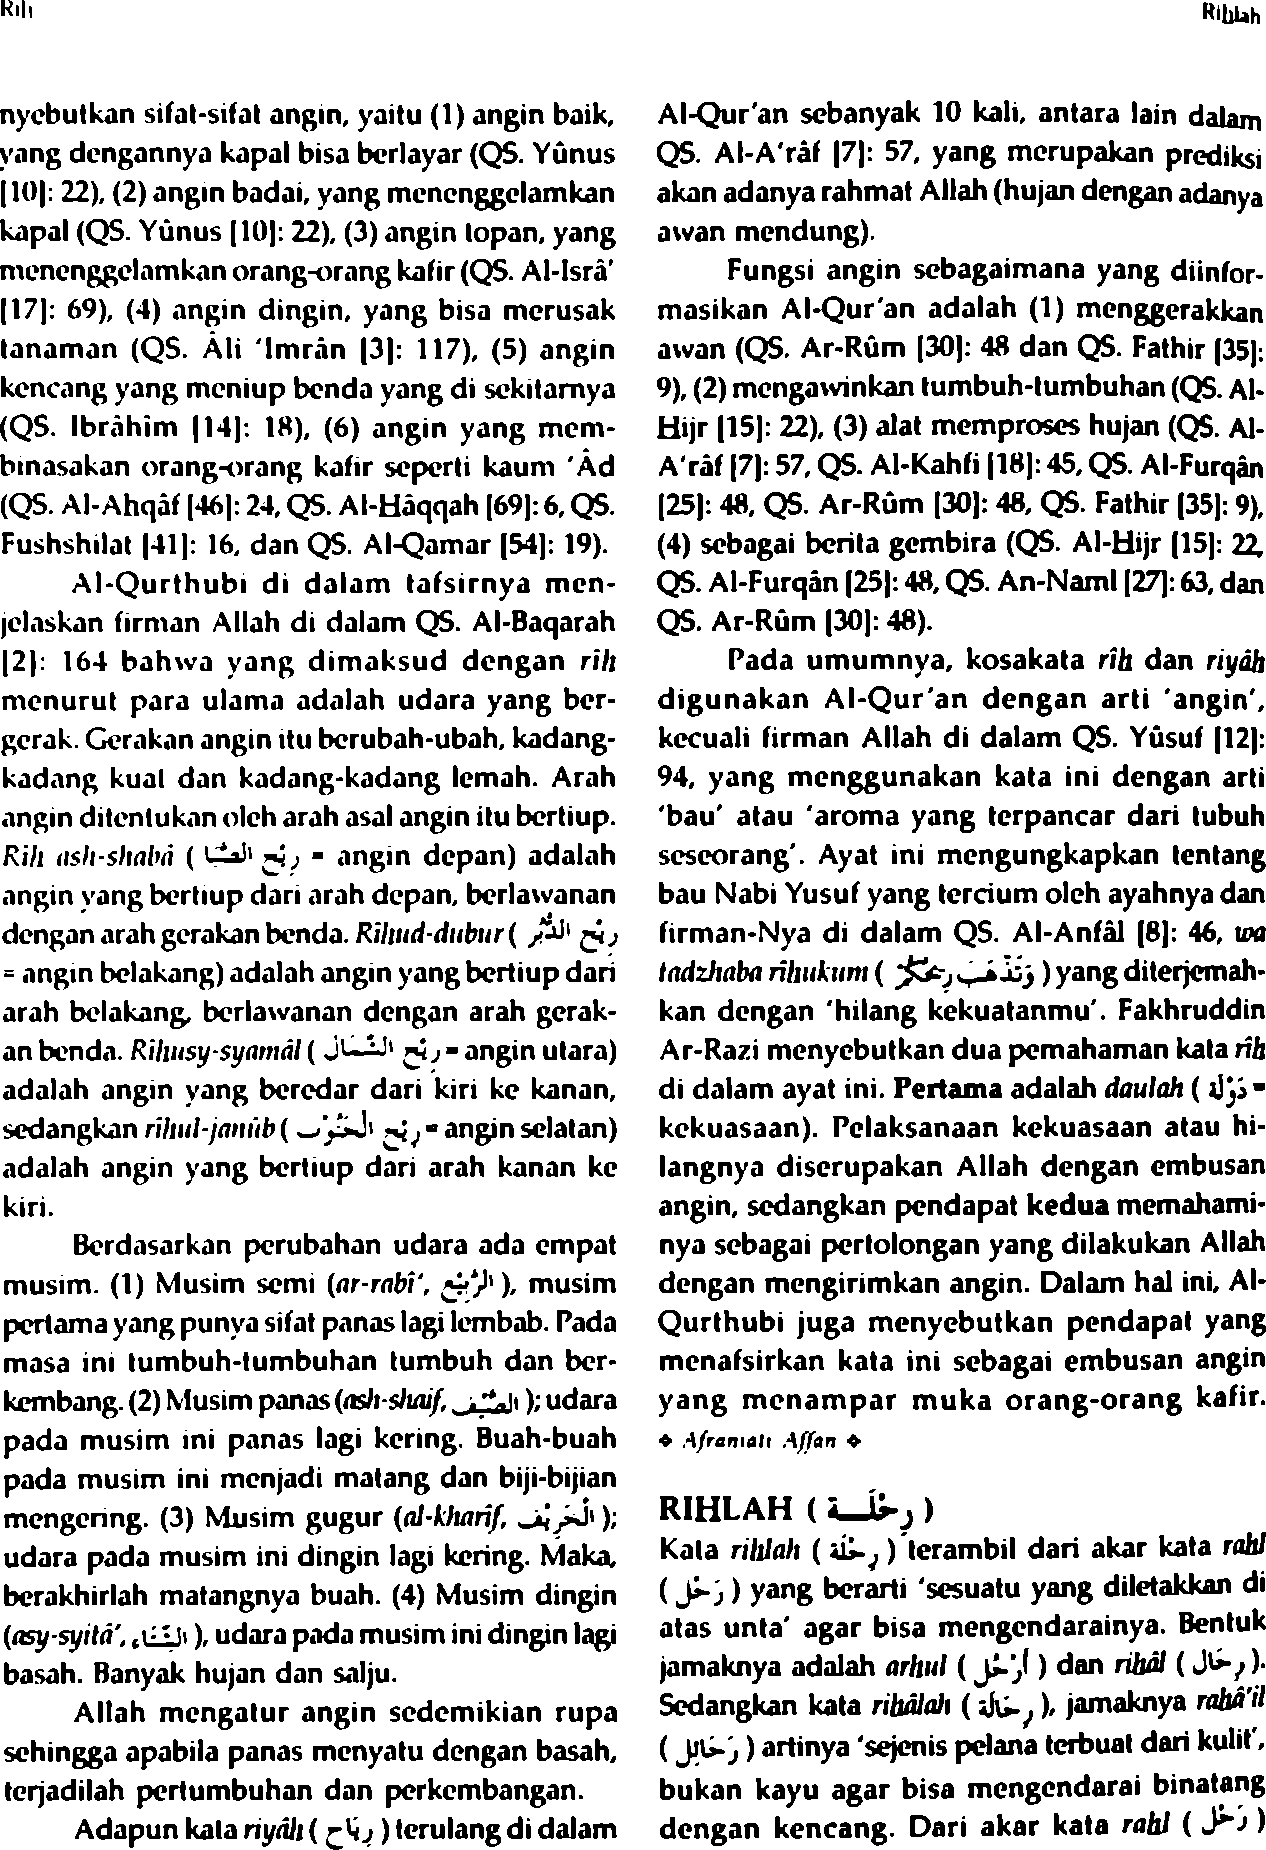 Rih
Rihlah
nyebutkan sifat-sifat angin, yaitu (1) angin baik,
yang dengannya kapal bisa berlayar (QS. Yûnus
[10]: 22), (2) angin badai, yang menenggelamkan
kapal (QS. Yûnus [10]: 22), (3) angin topan, yang
menenggelamkan orang-orang kafir (QS. Al-Isrâ'
[17]: 69), (4) angin dingin, yang bisa merusak
tanaman (QS. Âli 'Imrân [3]: 117), (5) angin
kencang yang meniup benda yang di sekitarnya
(QS. Ibrâhîm [14]: 18), (6) angin yang mem-
binasakan orang-orang kafir seperti kaum 'Âd
(QS. Al-Ahqâf [46]: 24, QS. Al-Hâqqah [69]: 6, QS.
Fushshilat [41]: 16, dan QS. Al-Qamar [54]: 19).
Al-Qurthubi di dalam tafsirnya men-
jelaskan firman Allah di dalam QS. Al-Baqarah
[2]: 164 bahwa yang dimaksud dengan rîh
menurut para ulama adalah udara yang ber-
gerak. Gerakan angin itu berubah-ubah, kadang-
kadang kuat dan kadang-kadang lemah. Arah
angin ditentukan oleh arah asal angin itu bertiup.
Rih ash-shabâ ( رِيْح الصَّبَا = angin depan) adalah
angin yang bertiup dari arah depan, berlawanan
dengan arah gerakan benda. Rihud-dubur ( رِيْح الدُّبُر
= angin belakang) adalah angin yang bertiup dari
arah belakang, berlawanan dengan arah gerak-
an benda. Rihusy-syamâl ( رِيْح الشَّمَال = angin utara)
adalah angin yang beredar dari kiri ke kanan,
sedangkan rîhul-janûb ( رِيْح الْجَنُوْب = angin selatan)
adalah angin yang bertiup dari arah kanan ke
kiri.
Berdasarkan perubahan udara ada empat
musim. (1) Musim semi (ar-rabî', الرَّبِيْع ), musim
pertama yang punya sifat panas lagi lembab. Pada
masa ini tumbuh-tumbuhan tumbuh dan ber-
kembang. (2) Musim panas (ash-shaif, الصَّيْف ); udara
pada musim ini panas lagi kering. Buah-buah
pada musim ini menjadi matang dan biji-bijian
mengering. (3) Musim gugur (al-kharîf, الْخَرِيْف );
udara pada musim ini dingin lagi kering. Maka,
berakhirlah matangnya buah. (4) Musim dingin
(asy-syitâ', الشِّتَاء ), udara pada musim ini dingin lagi
basah. Banyak hujan dan salju.
Allah mengatur angin sedemikian rupa
sehingga apabila panas menyatu dengan basah,
terjadilah pertumbuhan dan perkembangan.
Adapun kata riyâh ( رِيَاح ) terulang di dalam
Al-Qur'an sebanyak 10 kali, antara lain dalam
QS. Al-A'râf [7]: 57, yang merupakan prediksi
akan adanya rahmat Allah (hujan dengan adanya
awan mendung).
Fungsi angin sebagaimana yang diinfor-
masikan Al-Qur'an adalah (1) menggerakkan
awan (QS. Ar-Rûm [30]: 48 dan QS. Fathir [35]:
9), (2) mengawinkan tumbuh-tumbuhan (QS. Al-
Hijr [15]: 22), (3) alat memproses hujan (QS. Al-
A'râf [7]: 57, QS. Al-Kahfi [18]: 45, QS. Al-Furqân
[25]: 48, QS. Ar-Rûm [30]: 48, QS. Fathir [35]: 9),
(4) sebagai berita gembira (QS. Al-Hijr [15]: 22,
QS. Al-Furqân [25]: 48, QS. An-Naml [27]: 63, dan
QS. Ar-Rûm [30]: 48).
Pada umumnya, kosakata rîh dan riyâh
digunakan Al-Qur'an dengan arti 'angin',
kecuali firman Allah di dalam QS. Yûsuf [12]:
94, yang menggunakan kata ini dengan arti
'bau' atau 'aroma yang terpancar dari tubuh
seseorang'. Ayat ini mengungkapkan tentang
bau Nabi Yusuf yang tercium oleh ayahnya dan
firman-Nya di dalam QS. Al-Anfâl [8]: 46, wa
tadzhaba rîhukum ( وَتَذْهَبَ رِيْحُكُمْ ) yang diterjemah-
kan dengan 'hilang kekuatanmu'. Fakhruddin
Ar-Razi menyebutkan dua pemahaman kata rîh
di dalam ayat ini. Pertama adalah daulah ( دَوْلَة =
kekuasaan). Pelaksanaan kekuasaan atau hi-
langnya diserupakan Allah dengan embusan
angin, sedangkan pendapat kedua memahami-
nya sebagai pertolongan yang dilakukan Allah
dengan mengirimkan angin. Dalam hal ini, Al-
Qurthubi juga menyebutkan pendapat yang
menafsirkan kata ini sebagai embusan angin
yang menampar muka orang-orang kafir.
❖ Aframati Affan ❖
RIHLAH ( رِحْلَـــة )
Kata rihlah ( رِحْلَة ) terambil dari akar kata rahl
( رَحْل ) yang berarti 'sesuatu yang diletakkan di
atas unta' agar bisa mengendarainya. Bentuk
jamaknya adalah arhul ( أَرْحُل ) dan rihâl ( رِحَال ).
Sedangkan kata rihâlah ( رِحَالَة ), jamaknya rahâ'il
( رَحَائِل ) artinya 'sejenis pelana terbuat dari kulit',
bukan kayu agar bisa mengendarai binatang
dengan kencang. Dari akar kata rahl ( رَحْل )